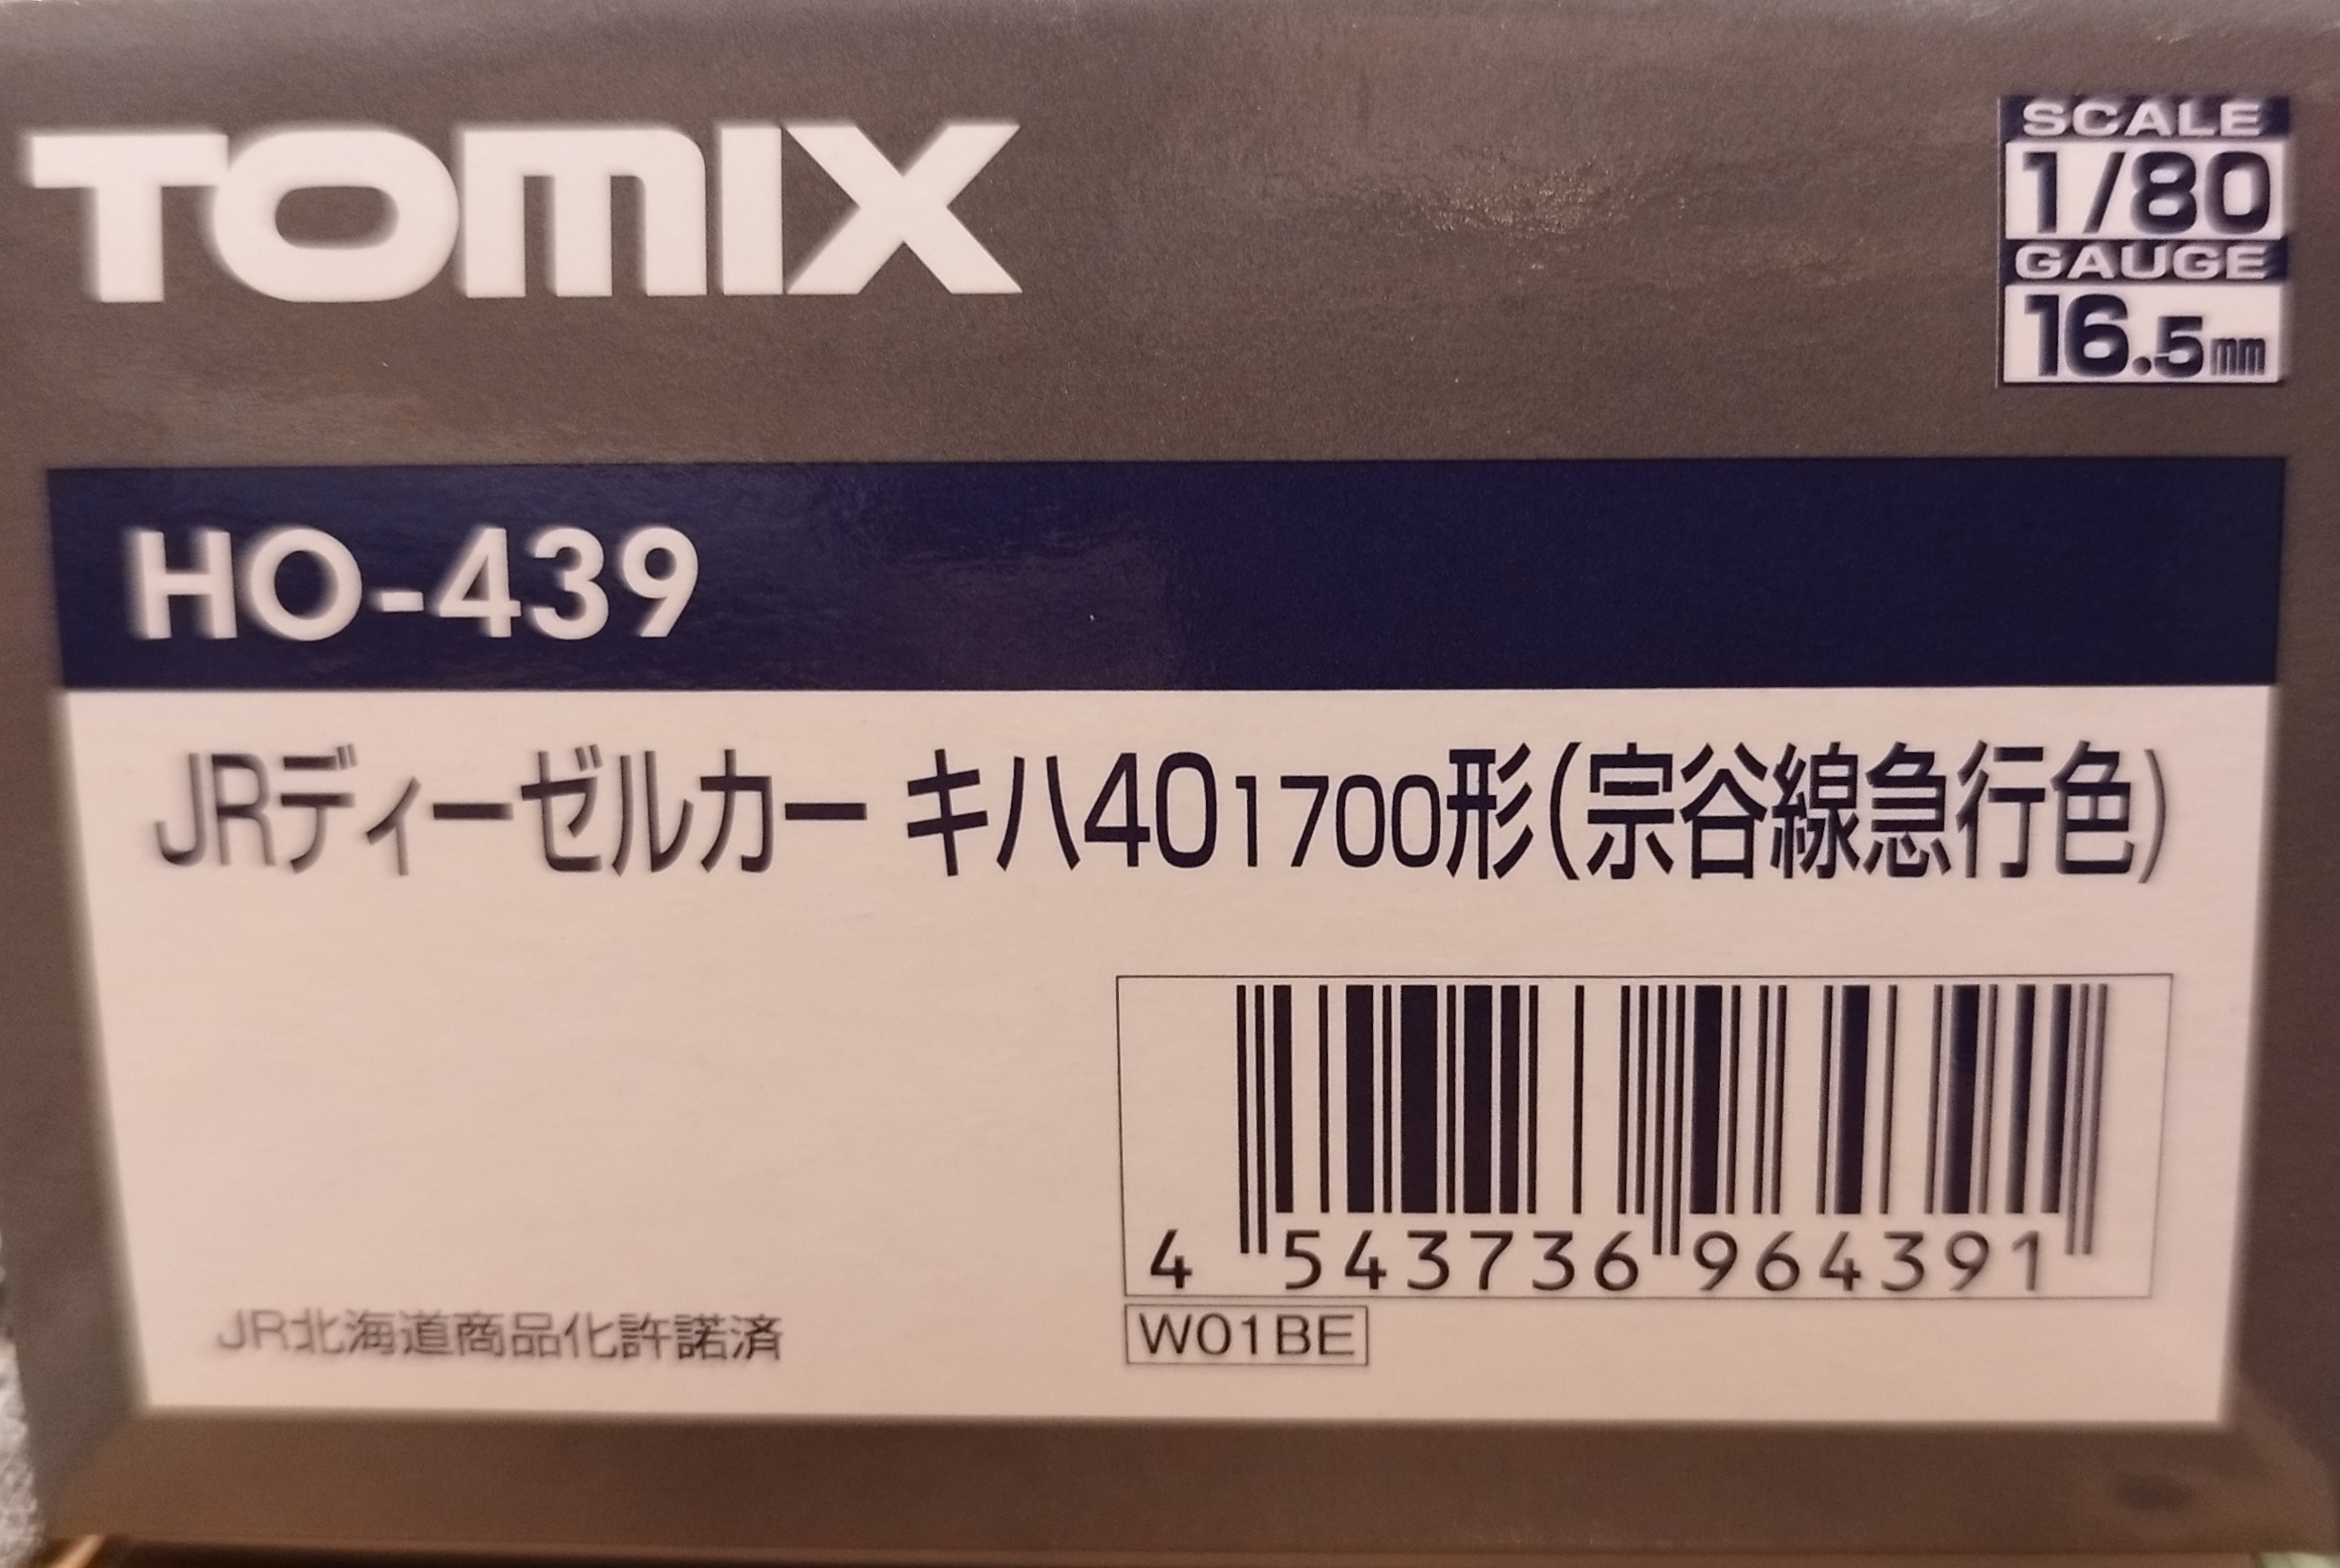 TOMIX
SCALE
1/80
GAUGE
16.5mm
HO-439
JRディーゼルカー キハ40 1700形(宗谷線急行色)
4 543736 964391
JR北海道商品化許諾済
W01BE